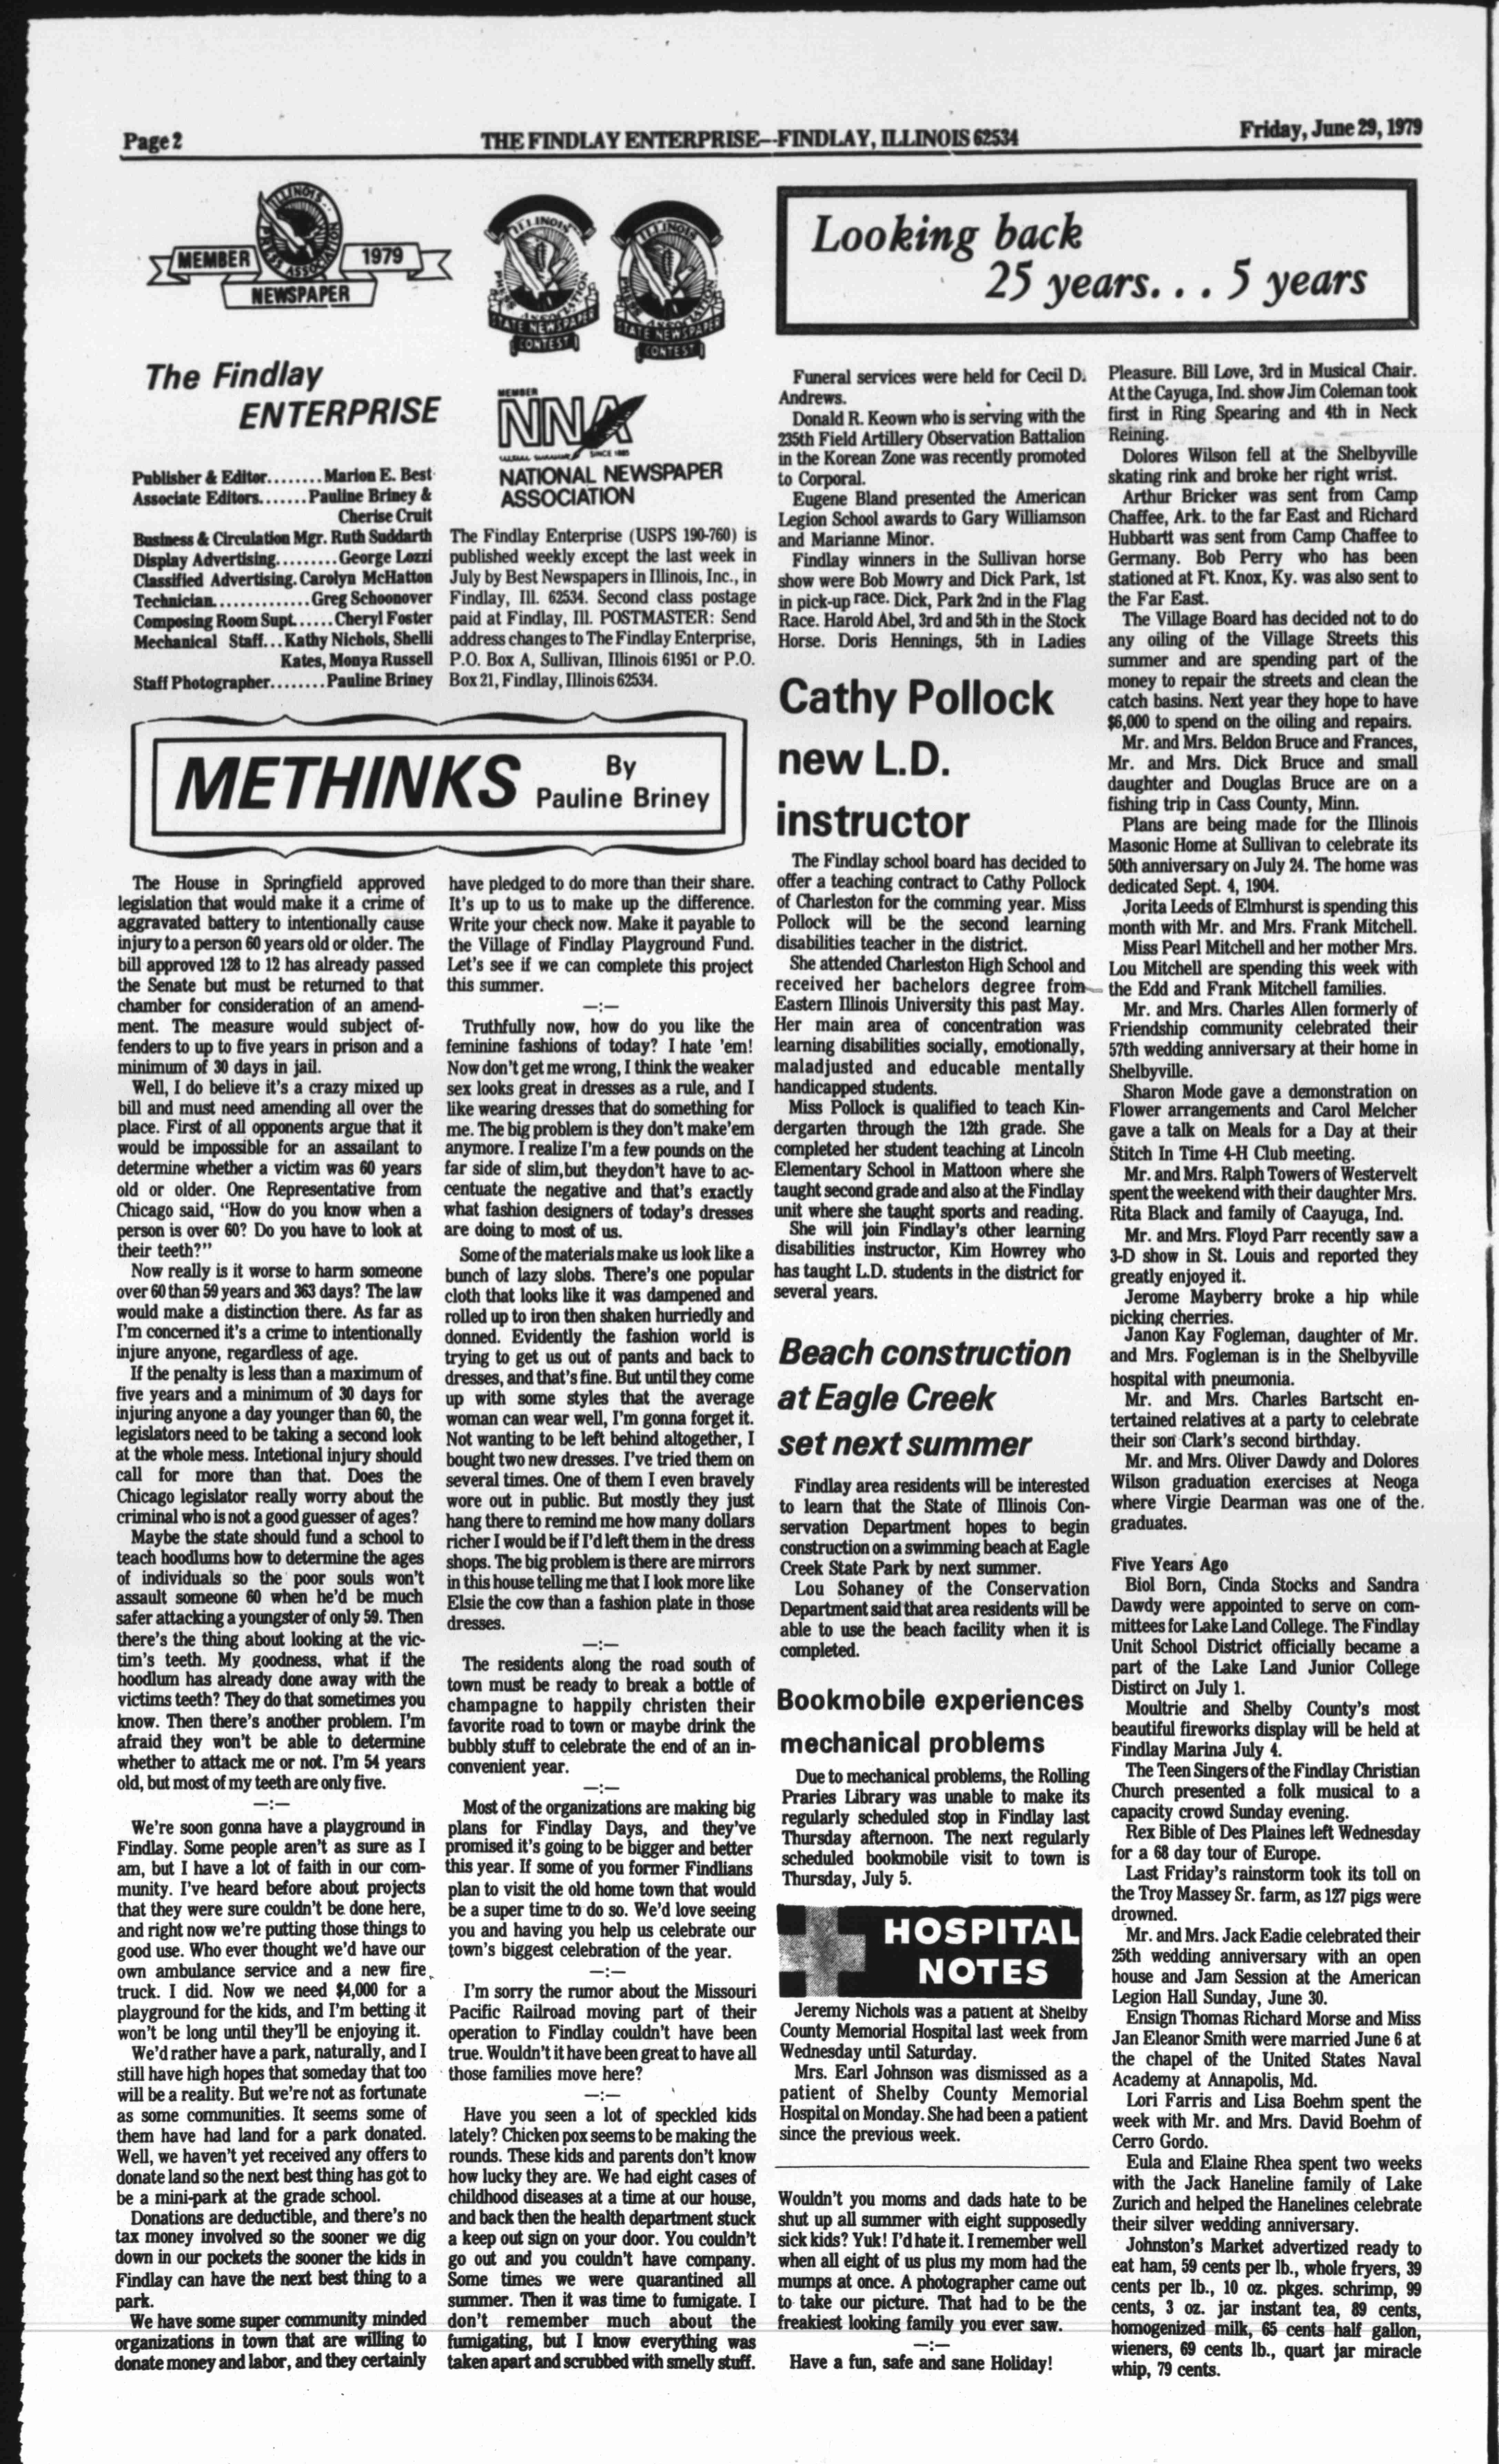 Page 2
THE FINDLAY ENTERPRISE--FINDLAY, ILLINOIS 62534
Friday, June 29, 1979
ILLINOIS
PRESS ASSOCIATION
MEMBER
1979
NEWSPAPER
ILLINOIS
PRESS ASSOCIATION
STATE NEWSPAPER
CONTEST
ILLINOIS
PRESS ASSOCIATION
STATE NEWSPAPER
CONTEST
The Findlay
ENTERPRISE
Publisher & Editor........Marion E. Best
Associate Editors.......Pauline Briney &
Cherise Cruit
Business & Circulation Mgr. Ruth Suddarth
Display Advertising.........George Lozzi
Classified Advertising. Carolyn McHatton
Technician.............Greg Schoonover
Composing Room Supt......Cheryl Foster
Mechanical Staff...Kathy Nichols, Shelli
Kates, Monya Russell
Staff Photographer........Pauline Briney
MEMBER
NNA
SINCE 1885
NATIONAL NEWSPAPER
ASSOCIATION
The Findlay Enterprise (USPS 190-760) is
published weekly except the last week in
July by Best Newspapers in Illinois, Inc., in
Findlay, Ill. 62534. Second class postage
paid at Findlay, Ill. POSTMASTER: Send
address changes to The Findlay Enterprise,
P.O. Box A, Sullivan, Illinois 61951 or P.O.
Box 21, Findlay, Illinois 62534.
METHINKS
By
Pauline Briney
The House in Springfield approved
legislation that would make it a crime of
aggravated battery to intentionally cause
injury to a person 60 years old or older. The
bill approved 128 to 12 has already passed
the Senate but must be returned to that
chamber for consideration of an amend-
ment. The measure would subject of-
fenders to up to five years in prison and a
minimum of 30 days in jail.
Well, I do believe it's a crazy mixed up
bill and must need amending all over the
place. First of all opponents argue that it
would be impossible for an assailant to
determine whether a victim was 60 years
old or older. One Representative from
Chicago said, "How do you know when a
person is over 60? Do you have to look at
their teeth?"
Now really is it worse to harm someone
over 60 than 59 years and 363 days? The law
would make a distinction there. As far as
I'm concerned it's a crime to intentionally
injure anyone, regardless of age.
If the penalty is less than a maximum of
five years and a minimum of 30 days for
injuring anyone a day younger than 60, the
legislators need to be taking a second look
at the whole mess. Intetional injury should
call for more than that. Does the
Chicago legislator really worry about the
criminal who is not a good guesser of ages?
Maybe the state should fund a school to
teach hoodlums how to determine the ages
of individuals so the poor souls won't
assault someone 60 when he'd be much
safer attacking a youngster of only 59. Then
there's the thing about looking at the vic-
tim's teeth. My goodness, what if the
hoodlum has already done away with the
victims teeth? They do that sometimes you
know. Then there's another problem. I'm
afraid they won't be able to determine
whether to attack me or not. I'm 54 years
old, but most of my teeth are only five.
—:—
We're soon gonna have a playground in
Findlay. Some people aren't as sure as I
am, but I have a lot of faith in our com-
munity. I've heard before about projects
that they were sure couldn't be done here,
and right now we're putting those things to
good use. Who ever thought we'd have our
own ambulance service and a new fire
truck. I did. Now we need $4,000 for a
playground for the kids, and I'm betting it
won't be long until they'll be enjoying it.
We'd rather have a park, naturally, and I
still have high hopes that someday that too
will be a reality. But we're not as fortunate
as some communities. It seems some of
them have had land for a park donated.
Well, we haven't yet received any offers to
donate land so the next best thing has got to
be a mini-park at the grade school.
Donations are deductible, and there's no
tax money involved so the sooner we dig
down in our pockets the sooner the kids in
Findlay can have the next best thing to a
park.
We have some super community minded
organizations in town that are willing to
donate money and labor, and they certainly
have pledged to do more than their share.
It's up to us to make up the difference.
Write your check now. Make it payable to
the Village of Findlay Playground Fund.
Let's see if we can complete this project
this summer.
—:—
Truthfully now, how do you like the
feminine fashions of today? I hate 'em!
Now don't get me wrong, I think the weaker
sex looks great in dresses as a rule, and I
like wearing dresses that do something for
me. The big problem is they don't make'em
anymore. I realize I'm a few pounds on the
far side of slim,but theydon't have to ac-
centuate the negative and that's exactly
what fashion designers of today's dresses
are doing to most of us.
Some of the materials make us look like a
bunch of lazy slobs. There's one popular
cloth that looks like it was dampened and
rolled up to iron then shaken hurriedly and
donned. Evidently the fashion world is
trying to get us out of pants and back to
dresses, and that's fine. But until they come
up with some styles that the average
woman can wear well, I'm gonna forget it.
Not wanting to be left behind altogether, I
bought two new dresses. I've tried them on
several times. One of them I even bravely
wore out in public. But mostly they just
hang there to remind me how many dollars
richer I would be if I'd left them in the dress
shops. The big problem is there are mirrors
in this house telling me that I look more like
Elsie the cow than a fashion plate in those
dresses.
—:—
The residents along the road south of
town must be ready to break a bottle of
champagne to happily christen their
favorite road to town or maybe drink the
bubbly stuff to celebrate the end of an in-
convenient year.
—:—
Most of the organizations are making big
plans for Findlay Days, and they've
promised it's going to be bigger and better
this year. If some of you former Findlians
plan to visit the old home town that would
be a super time to do so. We'd love seeing
you and having you help us celebrate our
town's biggest celebration of the year.
—:—
I'm sorry the rumor about the Missouri
Pacific Railroad moving part of their
operation to Findlay couldn't have been
true. Wouldn't it have been great to have all
those families move here?
—:—
Have you seen a lot of speckled kids
lately? Chicken pox seems to be making the
rounds. These kids and parents don't know
how lucky they are. We had eight cases of
childhood diseases at a time at our house,
and back then the health department stuck
a keep out sign on your door. You couldn't
go out and you couldn't have company.
Some times we were quarantined all
summer. Then it was time to fumigate. I
don't remember much about the
fumigating, but I know everything was
taken apart and scrubbed with smelly stuff.
Wouldn't you moms and dads hate to be
shut up all summer with eight supposedly
sick kids? Yuk! I'd hate it. I remember well
when all eight of us plus my mom had the
mumps at once. A photographer came out
to take our picture. That had to be the
freakiest looking family you ever saw.
—:—
Have a fun, safe and sane Holiday!
Looking back
25 years... 5 years
Funeral services were held for Cecil D.
Andrews.
Donald R. Keown who is serving with the
235th Field Artillery Observation Battalion
in the Korean Zone was recently promoted
to Corporal.
Eugene Bland presented the American
Legion School awards to Gary Williamson
and Marianne Minor.
Findlay winners in the Sullivan horse
show were Bob Mowry and Dick Park, 1st
in pick-up race. Dick, Park 2nd in the Flag
Race. Harold Abel, 3rd and 5th in the Stock
Horse. Doris Hennings, 5th in Ladies
Pleasure. Bill Love, 3rd in Musical Chair.
At the Cayuga, Ind. show Jim Coleman took
first in Ring Spearing and 4th in Neck
Reining.
Dolores Wilson fell at the Shelbyville
skating rink and broke her right wrist.
Arthur Bricker was sent from Camp
Chaffee, Ark. to the far East and Richard
Hubbartt was sent from Camp Chaffee to
Germany. Bob Perry who has been
stationed at Ft. Knox, Ky. was also sent to
the Far East.
The Village Board has decided not to do
any oiling of the Village Streets this
summer and are spending part of the
money to repair the streets and clean the
catch basins. Next year they hope to have
$6,000 to spend on the oiling and repairs.
Mr. and Mrs. Beldon Bruce and Frances,
Mr. and Mrs. Dick Bruce and small
daughter and Douglas Bruce are on a
fishing trip in Cass County, Minn.
Plans are being made for the Illinois
Masonic Home at Sullivan to celebrate its
50th anniversary on July 24. The home was
dedicated Sept. 4, 1904.
Jorita Leeds of Elmhurst is spending this
month with Mr. and Mrs. Frank Mitchell.
Miss Pearl Mitchell and her mother Mrs.
Lou Mitchell are spending this week with
the Edd and Frank Mitchell families.
Mr. and Mrs. Charles Allen formerly of
Friendship community celebrated their
57th wedding anniversary at their home in
Shelbyville.
Sharon Mode gave a demonstration on
Flower arrangements and Carol Melcher
gave a talk on Meals for a Day at their
Stitch In Time 4-H Club meeting.
Mr. and Mrs. Ralph Towers of Westervelt
spent the weekend with their daughter Mrs.
Rita Black and family of Caayuga, Ind.
Mr. and Mrs. Floyd Parr recently saw a
3-D show in St. Louis and reported they
greatly enjoyed it.
Jerome Mayberry broke a hip while
picking cherries.
Janon Kay Fogleman, daughter of Mr.
and Mrs. Fogleman is in the Shelbyville
hospital with pneumonia.
Mr. and Mrs. Charles Bartscht en-
tertained relatives at a party to celebrate
their son Clark's second birthday.
Mr. and Mrs. Oliver Dawdy and Dolores
Wilson graduation exercises at Neoga
where Virgie Dearman was one of the.
graduates.
Five Years Ago
Biol Born, Cinda Stocks and Sandra
Dawdy were appointed to serve on com-
mittees for Lake Land College. The Findlay
Unit School District officially became a
part of the Lake Land Junior College
Distirct on July 1.
Moultrie and Shelby County's most
beautiful fireworks display will be held at
Findlay Marina July 4.
The Teen Singers of the Findlay Christian
Church presented a folk musical to a
capacity crowd Sunday evening.
Rex Bible of Des Plaines left Wednesday
for a 68 day tour of Europe.
Last Friday's rainstorm took its toll on
the Troy Massey Sr. farm, as 127 pigs were
drowned.
Mr. and Mrs. Jack Eadie celebrated their
25th wedding anniversary with an open
house and Jam Session at the American
Legion Hall Sunday, June 30.
Ensign Thomas Richard Morse and Miss
Jan Eleanor Smith were married June 6 at
the chapel of the United States Naval
Academy at Annapolis, Md.
Lori Farris and Lisa Boehm spent the
week with Mr. and Mrs. David Boehm of
Cerro Gordo.
Eula and Elaine Rhea spent two weeks
with the Jack Haneline family of Lake
Zurich and helped the Hanelines celebrate
their silver wedding anniversary.
Johnston's Market advertized ready to
eat ham, 59 cents per lb., whole fryers, 39
cents per lb., 10 oz. pkges. schrimp, 99
cents, 3 oz. jar instant tea, 89 cents,
homogenized milk, 65 cents half gallon,
wieners, 69 cents lb., quart jar miracle
whip, 79 cents.
Cathy Pollock
new L.D.
instructor
The Findlay school board has decided to
offer a teaching contract to Cathy Pollock
of Charleston for the comming year. Miss
Pollock will be the second learning
disabilities teacher in the district.
She attended Charleston High School and
received her bachelors degree from
Eastern Illinois University this past May.
Her main area of concentration was
learning disabilities socially, emotionally,
maladjusted and educable mentally
handicapped students.
Miss Pollock is qualified to teach Kin-
dergarten through the 12th grade. She
completed her student teaching at Lincoln
Elementary School in Mattoon where she
taught second grade and also at the Findlay
unit where she taught sports and reading.
She will join Findlay's other learning
disabilities instructor, Kim Howrey who
has taught L.D. students in the district for
several years.
Beach construction
at Eagle Creek
set next summer
Findlay area residents will be interested
to learn that the State of Illinois Con-
servation Department hopes to begin
construction on a swimming beach at Eagle
Creek State Park by next summer.
Lou Sohaney of the Conservation
Department said that area residents will be
able to use the beach facility when it is
completed.
Bookmobile experiences
mechanical problems
Due to mechanical problems, the Rolling
Praries Library was unable to make its
regularly scheduled stop in Findlay last
Thursday afternoon. The next regularly
scheduled bookmobile visit to town is
Thursday, July 5.
HOSPITAL
NOTES
Jeremy Nichols was a patient at Shelby
County Memorial Hospital last week from
Wednesday until Saturday.
Mrs. Earl Johnson was dismissed as a
patient of Shelby County Memorial
Hospital on Monday. She had been a patient
since the previous week.